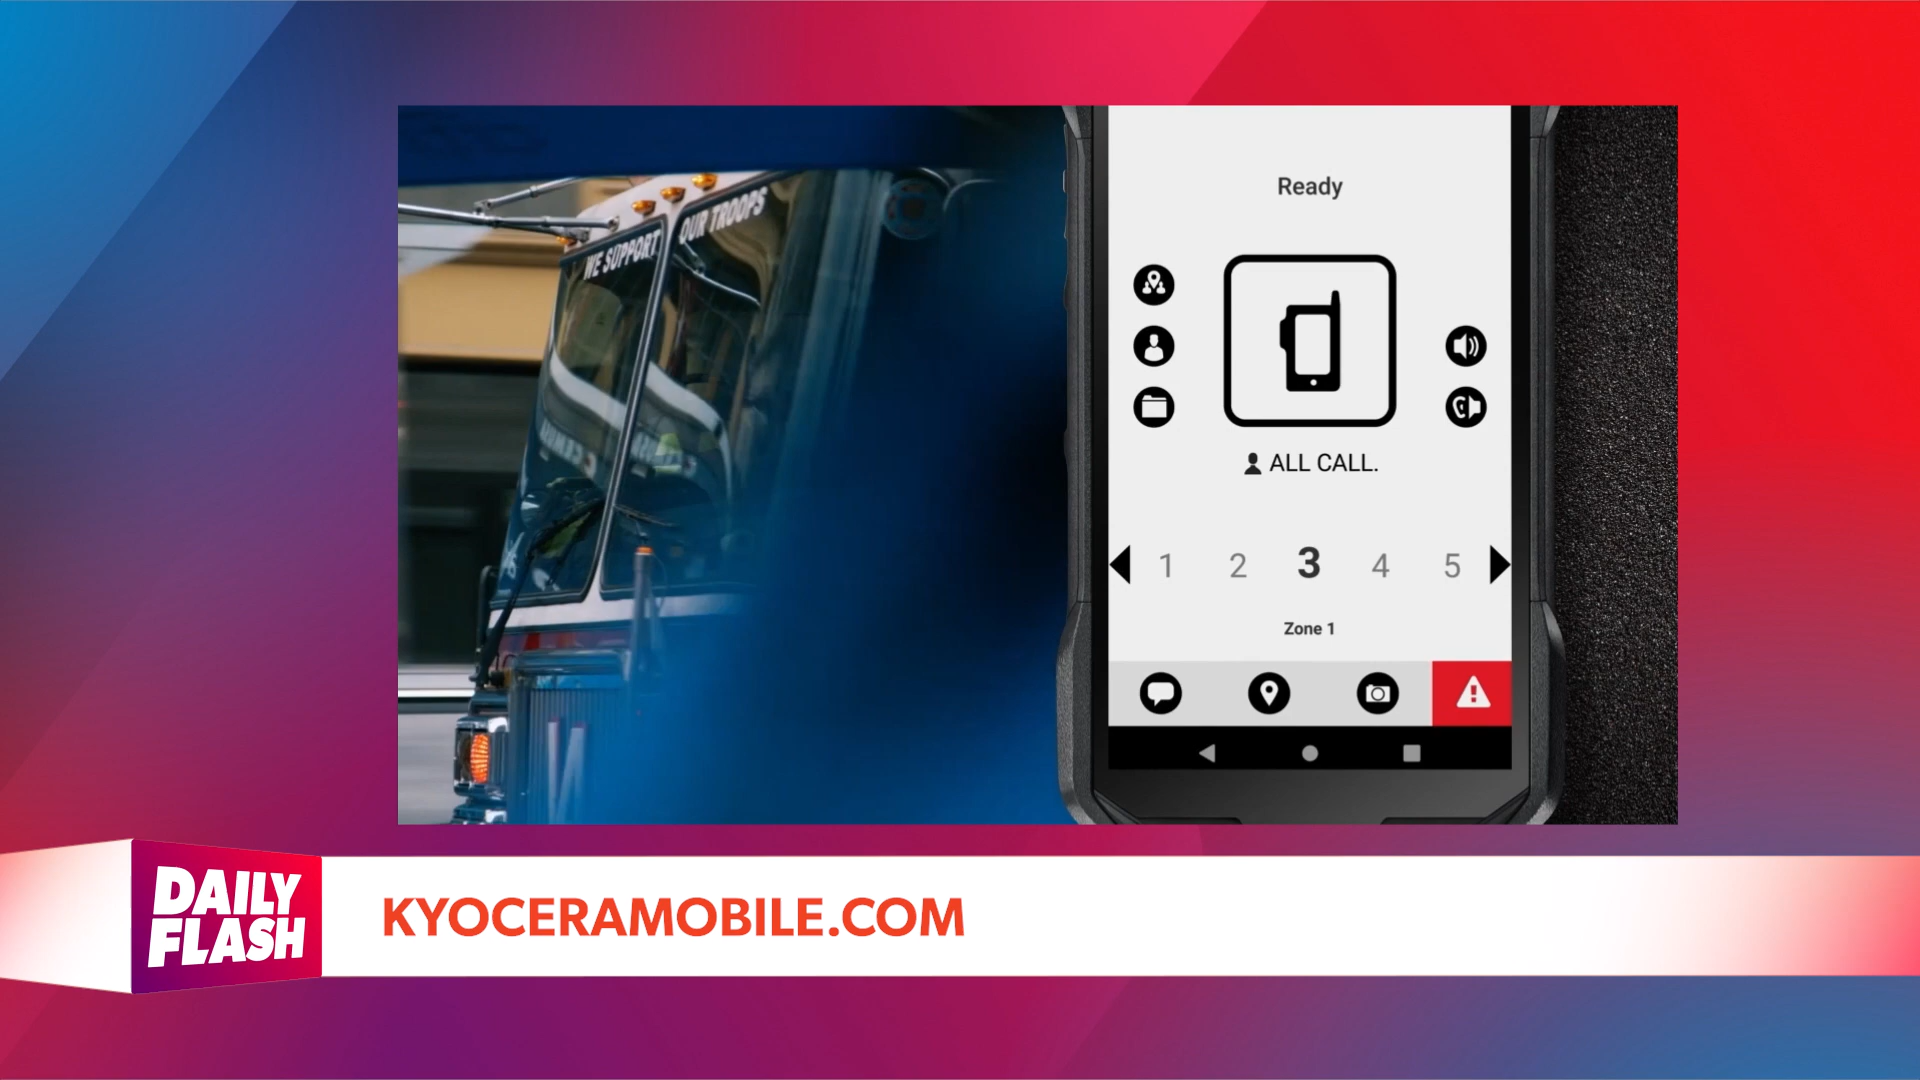 WE SUPPORT
OUR TROOPS
Ready
ALL CALL.
1 2 3 4 5
Zone 1
DAILY
FLASH
KYOCERAMOBILE.COM